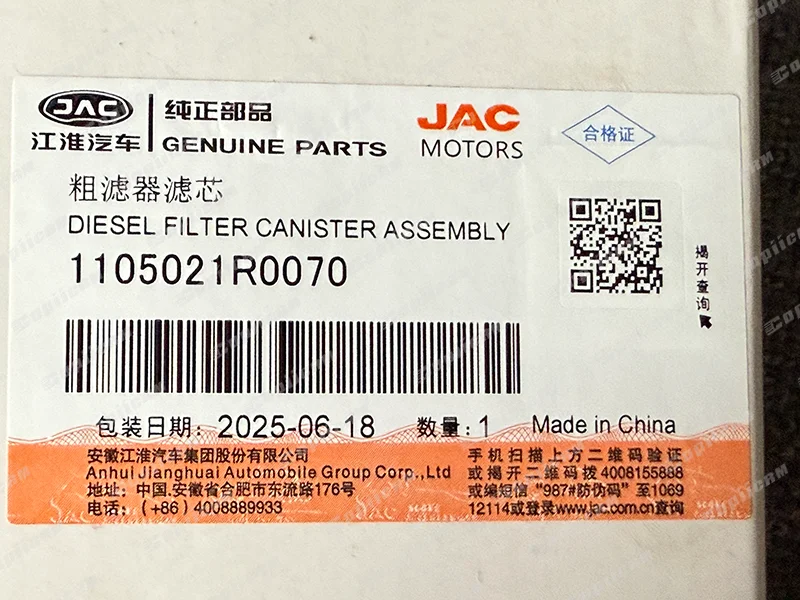 JAC
江淮汽车
纯正部品
GENUINE PARTS
JAC
MOTORS
合格证
粗滤器滤芯
DIESEL FILTER CANISTER ASSEMBLY
1105021R0070
揭开查询
包装日期: 2025-06-18 数量: 1 Made in China
安徽江淮汽车集团股份有限公司
Anhui Jianghuai Automobile Group Corp.,Ltd
地址: 中国.安徽省合肥市东流路176号
电话: (+86) 4008889933
手机扫描上方二维码验证
或揭开二维码拨4008155888
或编短信“987#防伪码”至1069
12114或登录www.jac.com.cn查询